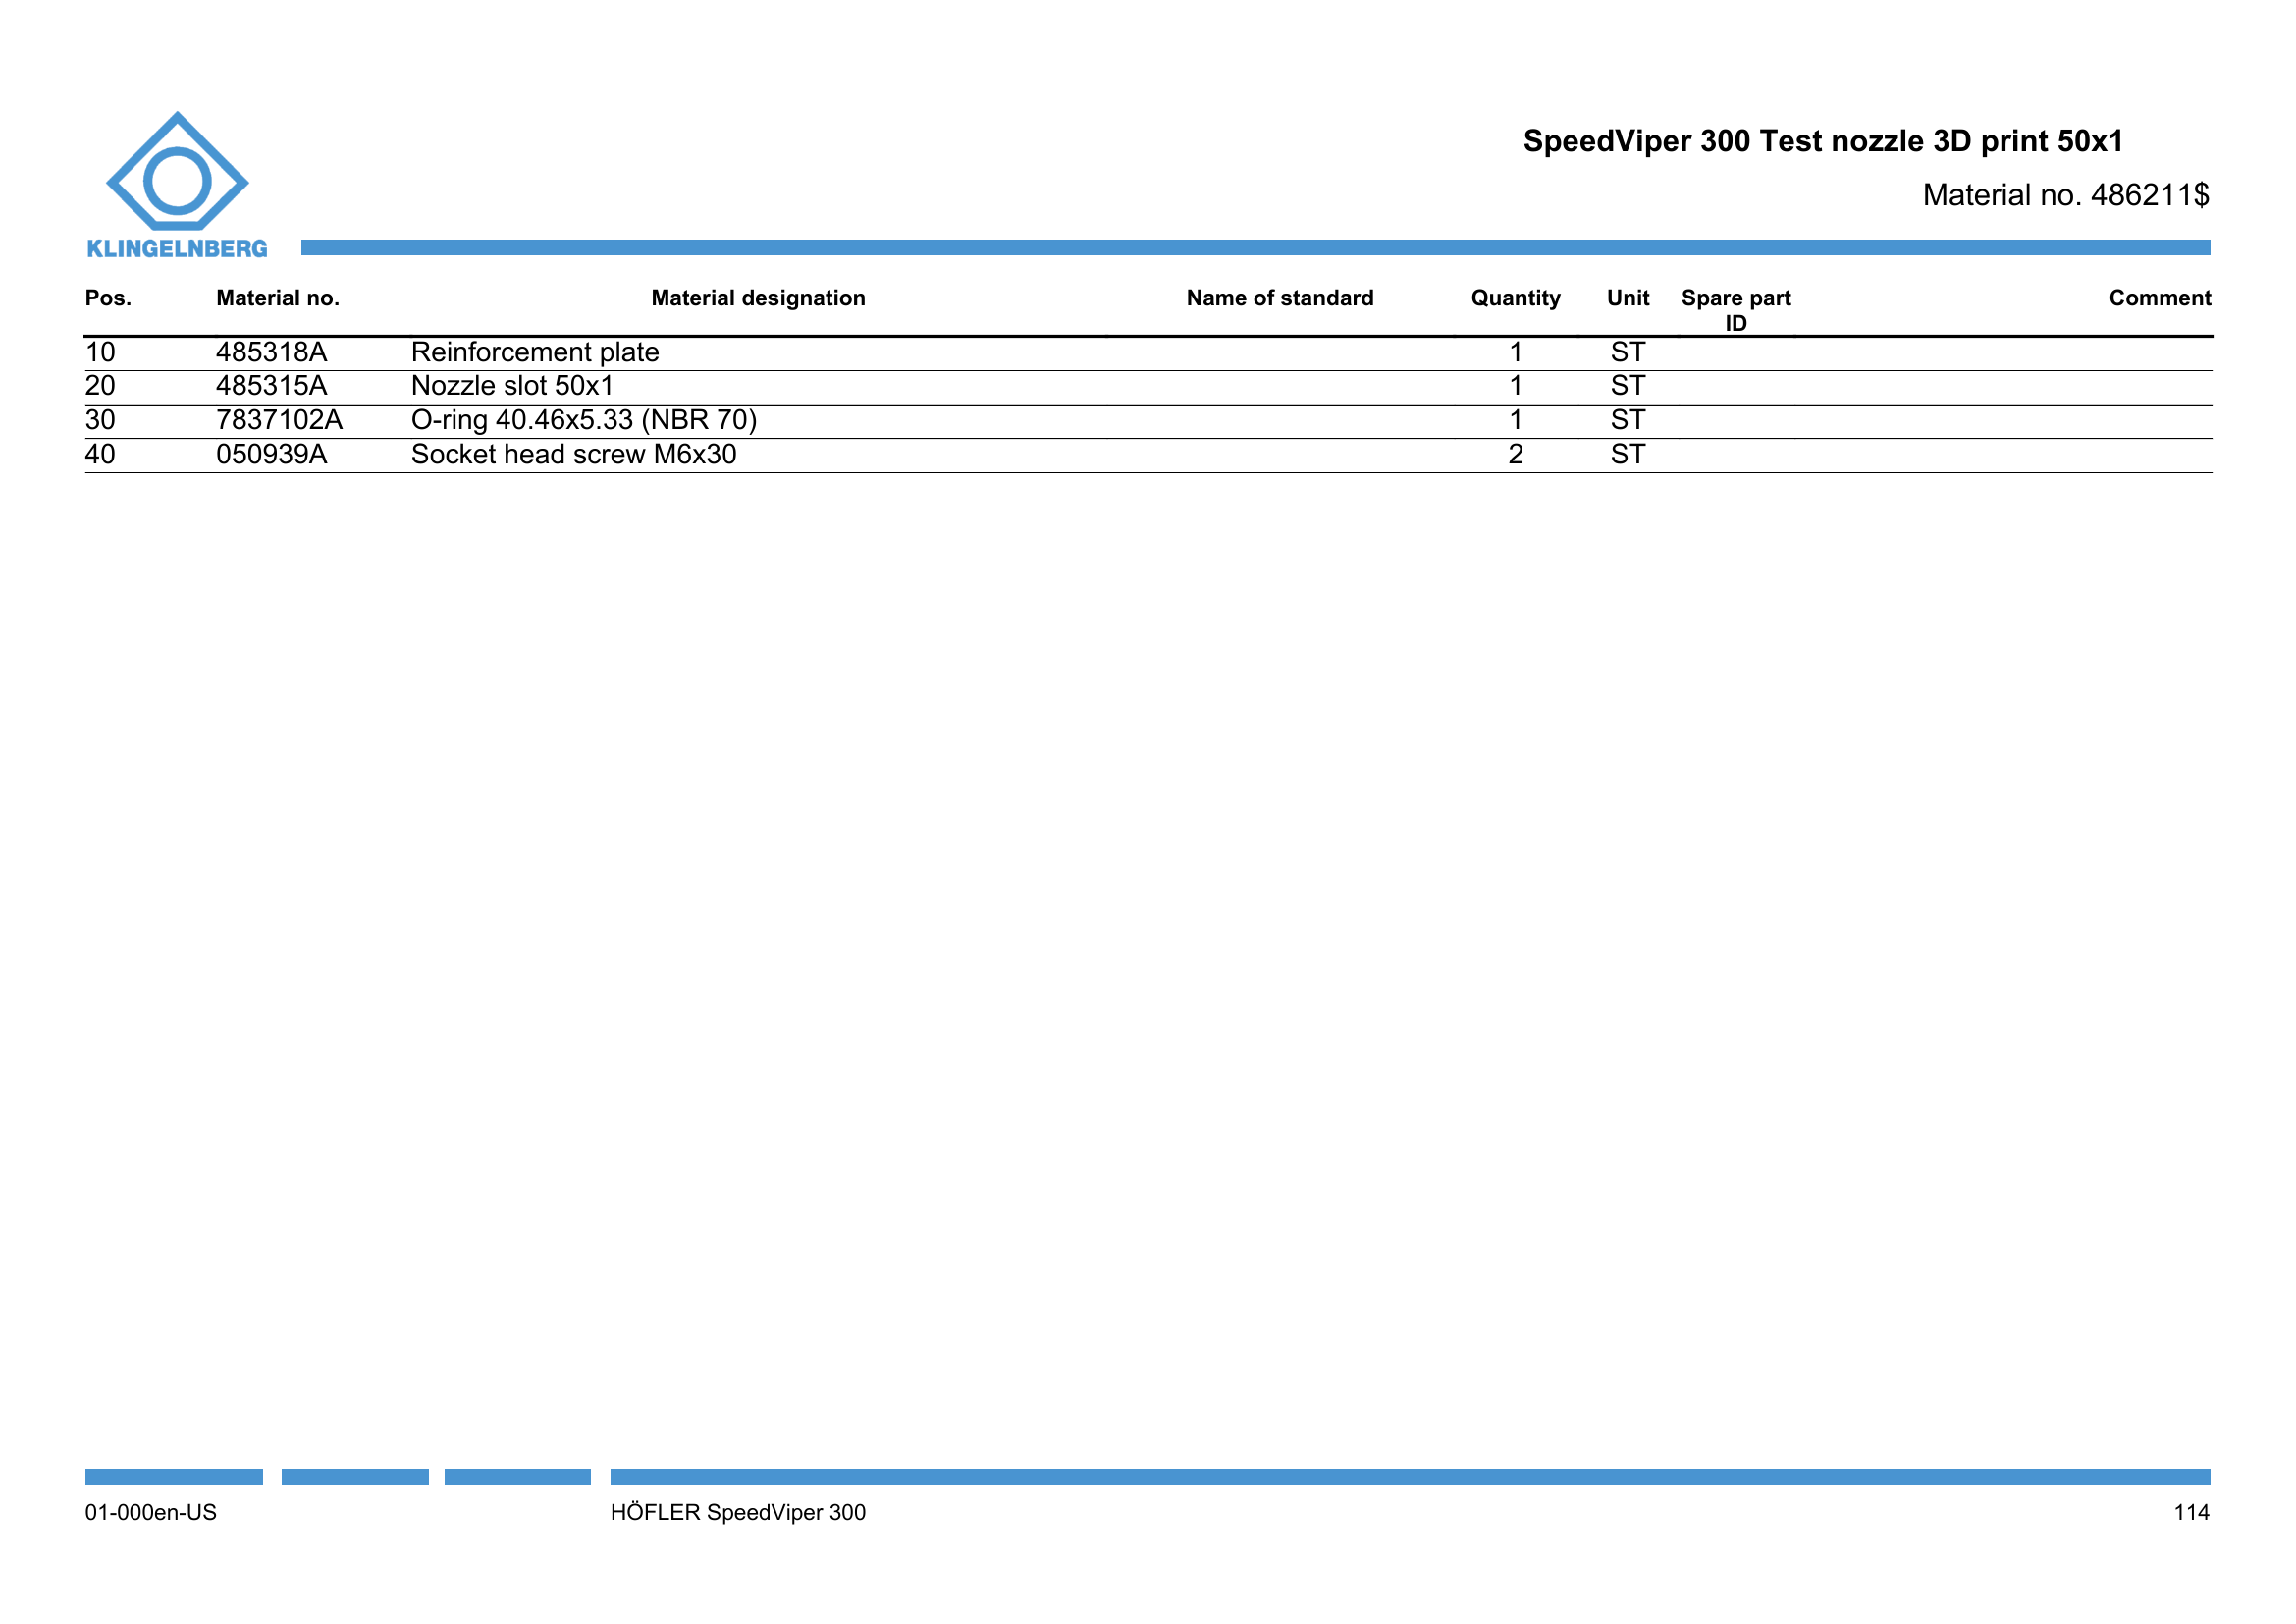 SpeedViper 300 Test nozzle 3D print 50x1
Material no. 486211$
KLINGELNBERG
Pos. Material no. Material designation Name of standard Quantity Unit Spare part ID Comment
10 485318A Reinforcement plate 1 ST
20 485315A Nozzle slot 50x1 1 ST
30 7837102A O-ring 40.46x5.33 (NBR 70) 1 ST
40 050939A Socket head screw M6x30 2 ST
01-000en-US HÖFLER SpeedViper 300 114